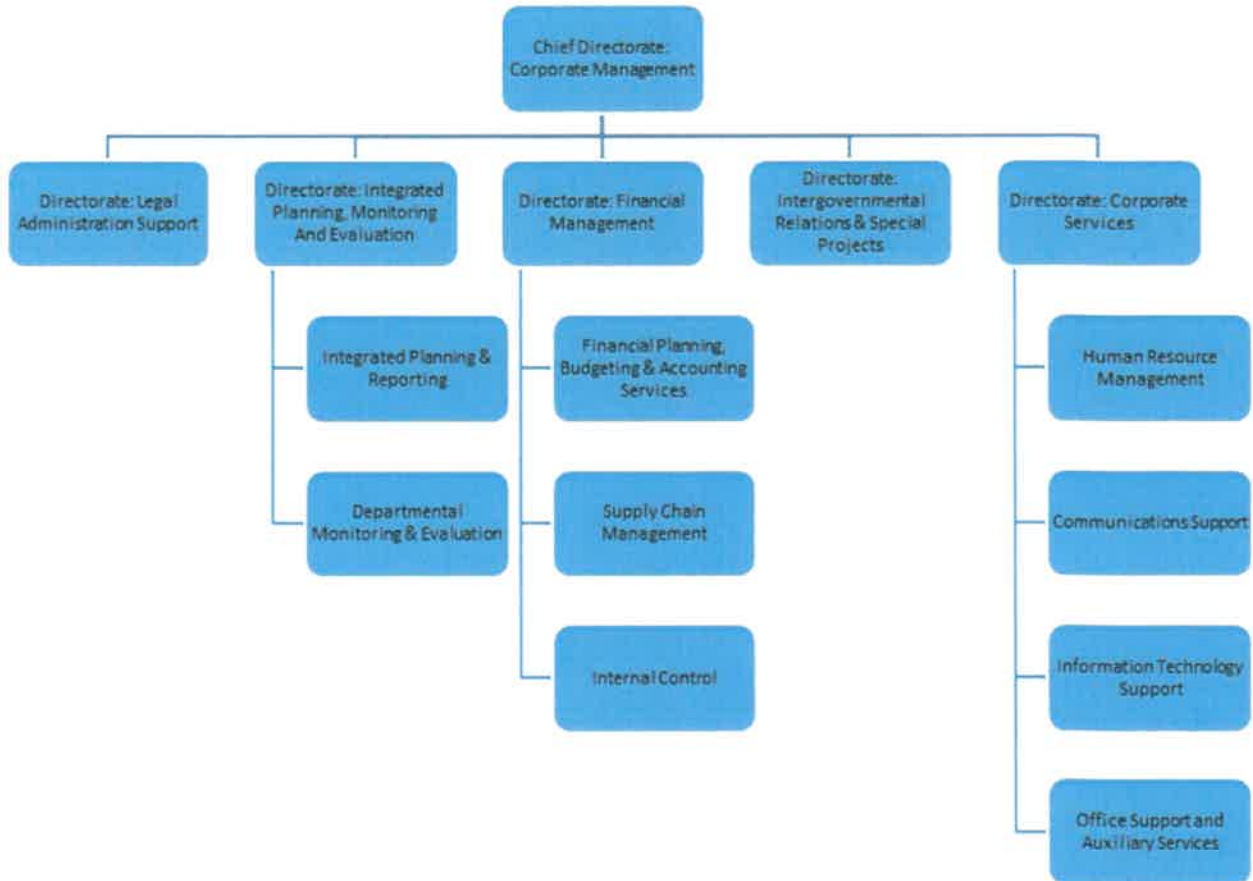 Chief Directorate:
Corporate Management
Directorate: Legal
Administration Support
Directorate: Integrated
Planning, Monitoring
And Evaluation
Directorate: Financial
Management
Directorate:
Intergovernmental
Relations & Special
Projects
Directorate: Corporate
Services
Integrated Planning &
Reporting
Departmental
Monitoring & Evaluation
Financial Planning,
Budgeting & Accounting
Services
Supply Chain
Management
Internal Control
Human Resource
Management
Communications Support
Information Technology
Support
Office Support and
Auxiliary Services